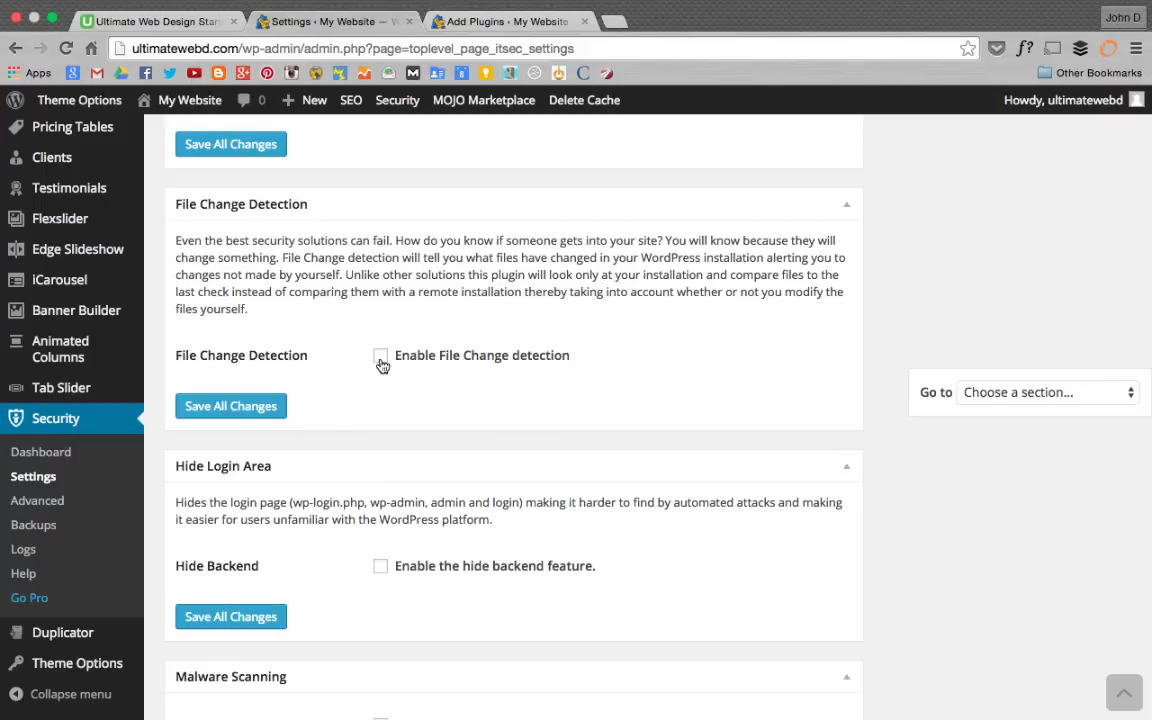 Ultimate Web Design Star
Settings ‹ My Website — W
Add Plugins ‹ My Website
John D
ultimatewebd.com/wp-admin/admin.php?page=toplevel_page_itsec_settings
Apps
Other Bookmarks
Theme Options
My Website
0
New
SEO
Security
MOJO Marketplace
Delete Cache
Howdy, ultimatewebd
Pricing Tables
Clients
Testimonials
Flexslider
Edge Slideshow
iCarousel
Banner Builder
Animated
Columns
Tab Slider
Security
Dashboard
Settings
Advanced
Backups
Logs
Help
Go Pro
Duplicator
Theme Options
Collapse menu
Save All Changes
File Change Detection
Even the best security solutions can fail. How do you know if someone gets into your site? You will know because they will
change something. File Change detection will tell you what files have changed in your WordPress installation alerting you to
changes not made by yourself. Unlike other solutions this plugin will look only at your installation and compare files to the
last check instead of comparing them with a remote installation thereby taking into account whether or not you modify the
files yourself.
File Change Detection
Enable File Change detection
Save All Changes
Hide Login Area
Hides the login page (wp-login.php, wp-admin, admin and login) making it harder to find by automated attacks and making
it easier for users unfamiliar with the WordPress platform.
Hide Backend
Enable the hide backend feature.
Save All Changes
Malware Scanning
Go to
Choose a section...